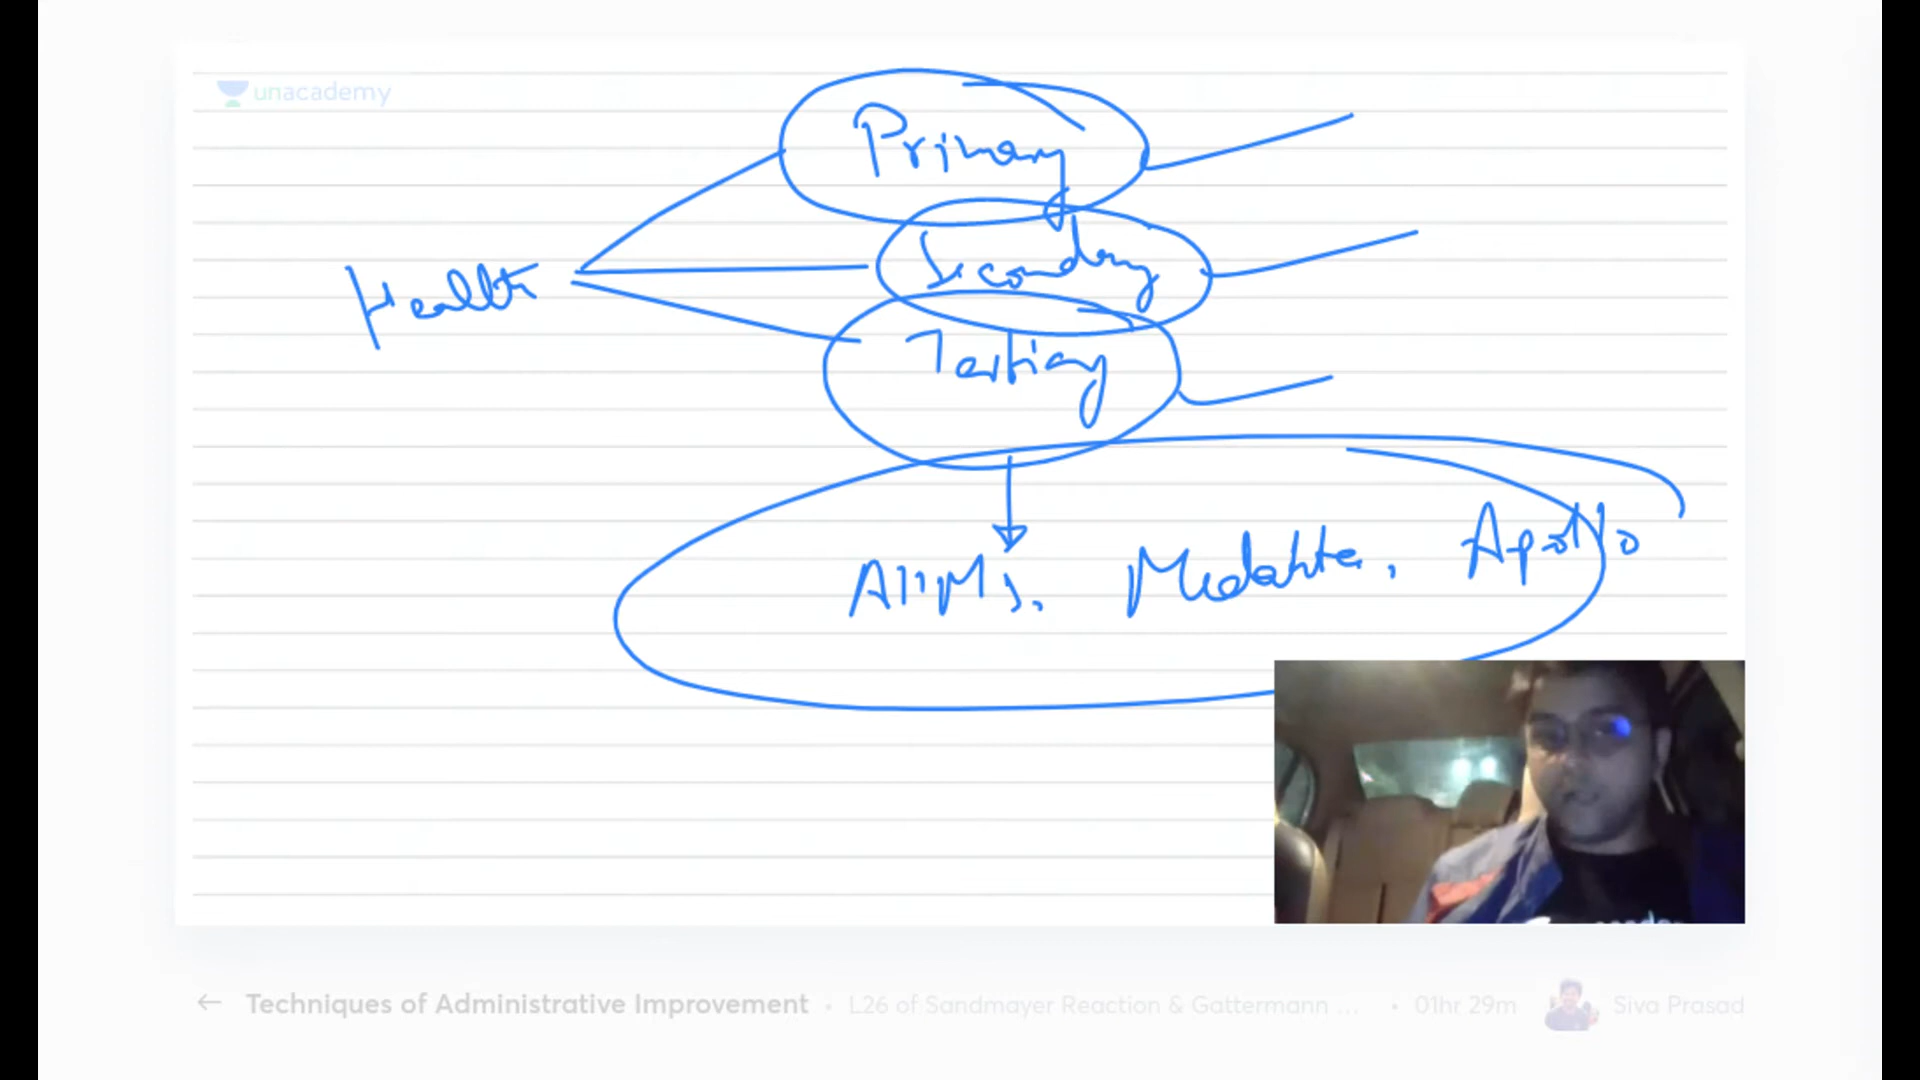 unacademy
Primary
Secondary
Health
Tertiary
AIIMS, Medahta, Apollo
← Techniques of Administrative Improvement • L26 of Sandmayer Reaction & Gattermann ... • 01hr 29m Siva Prasad